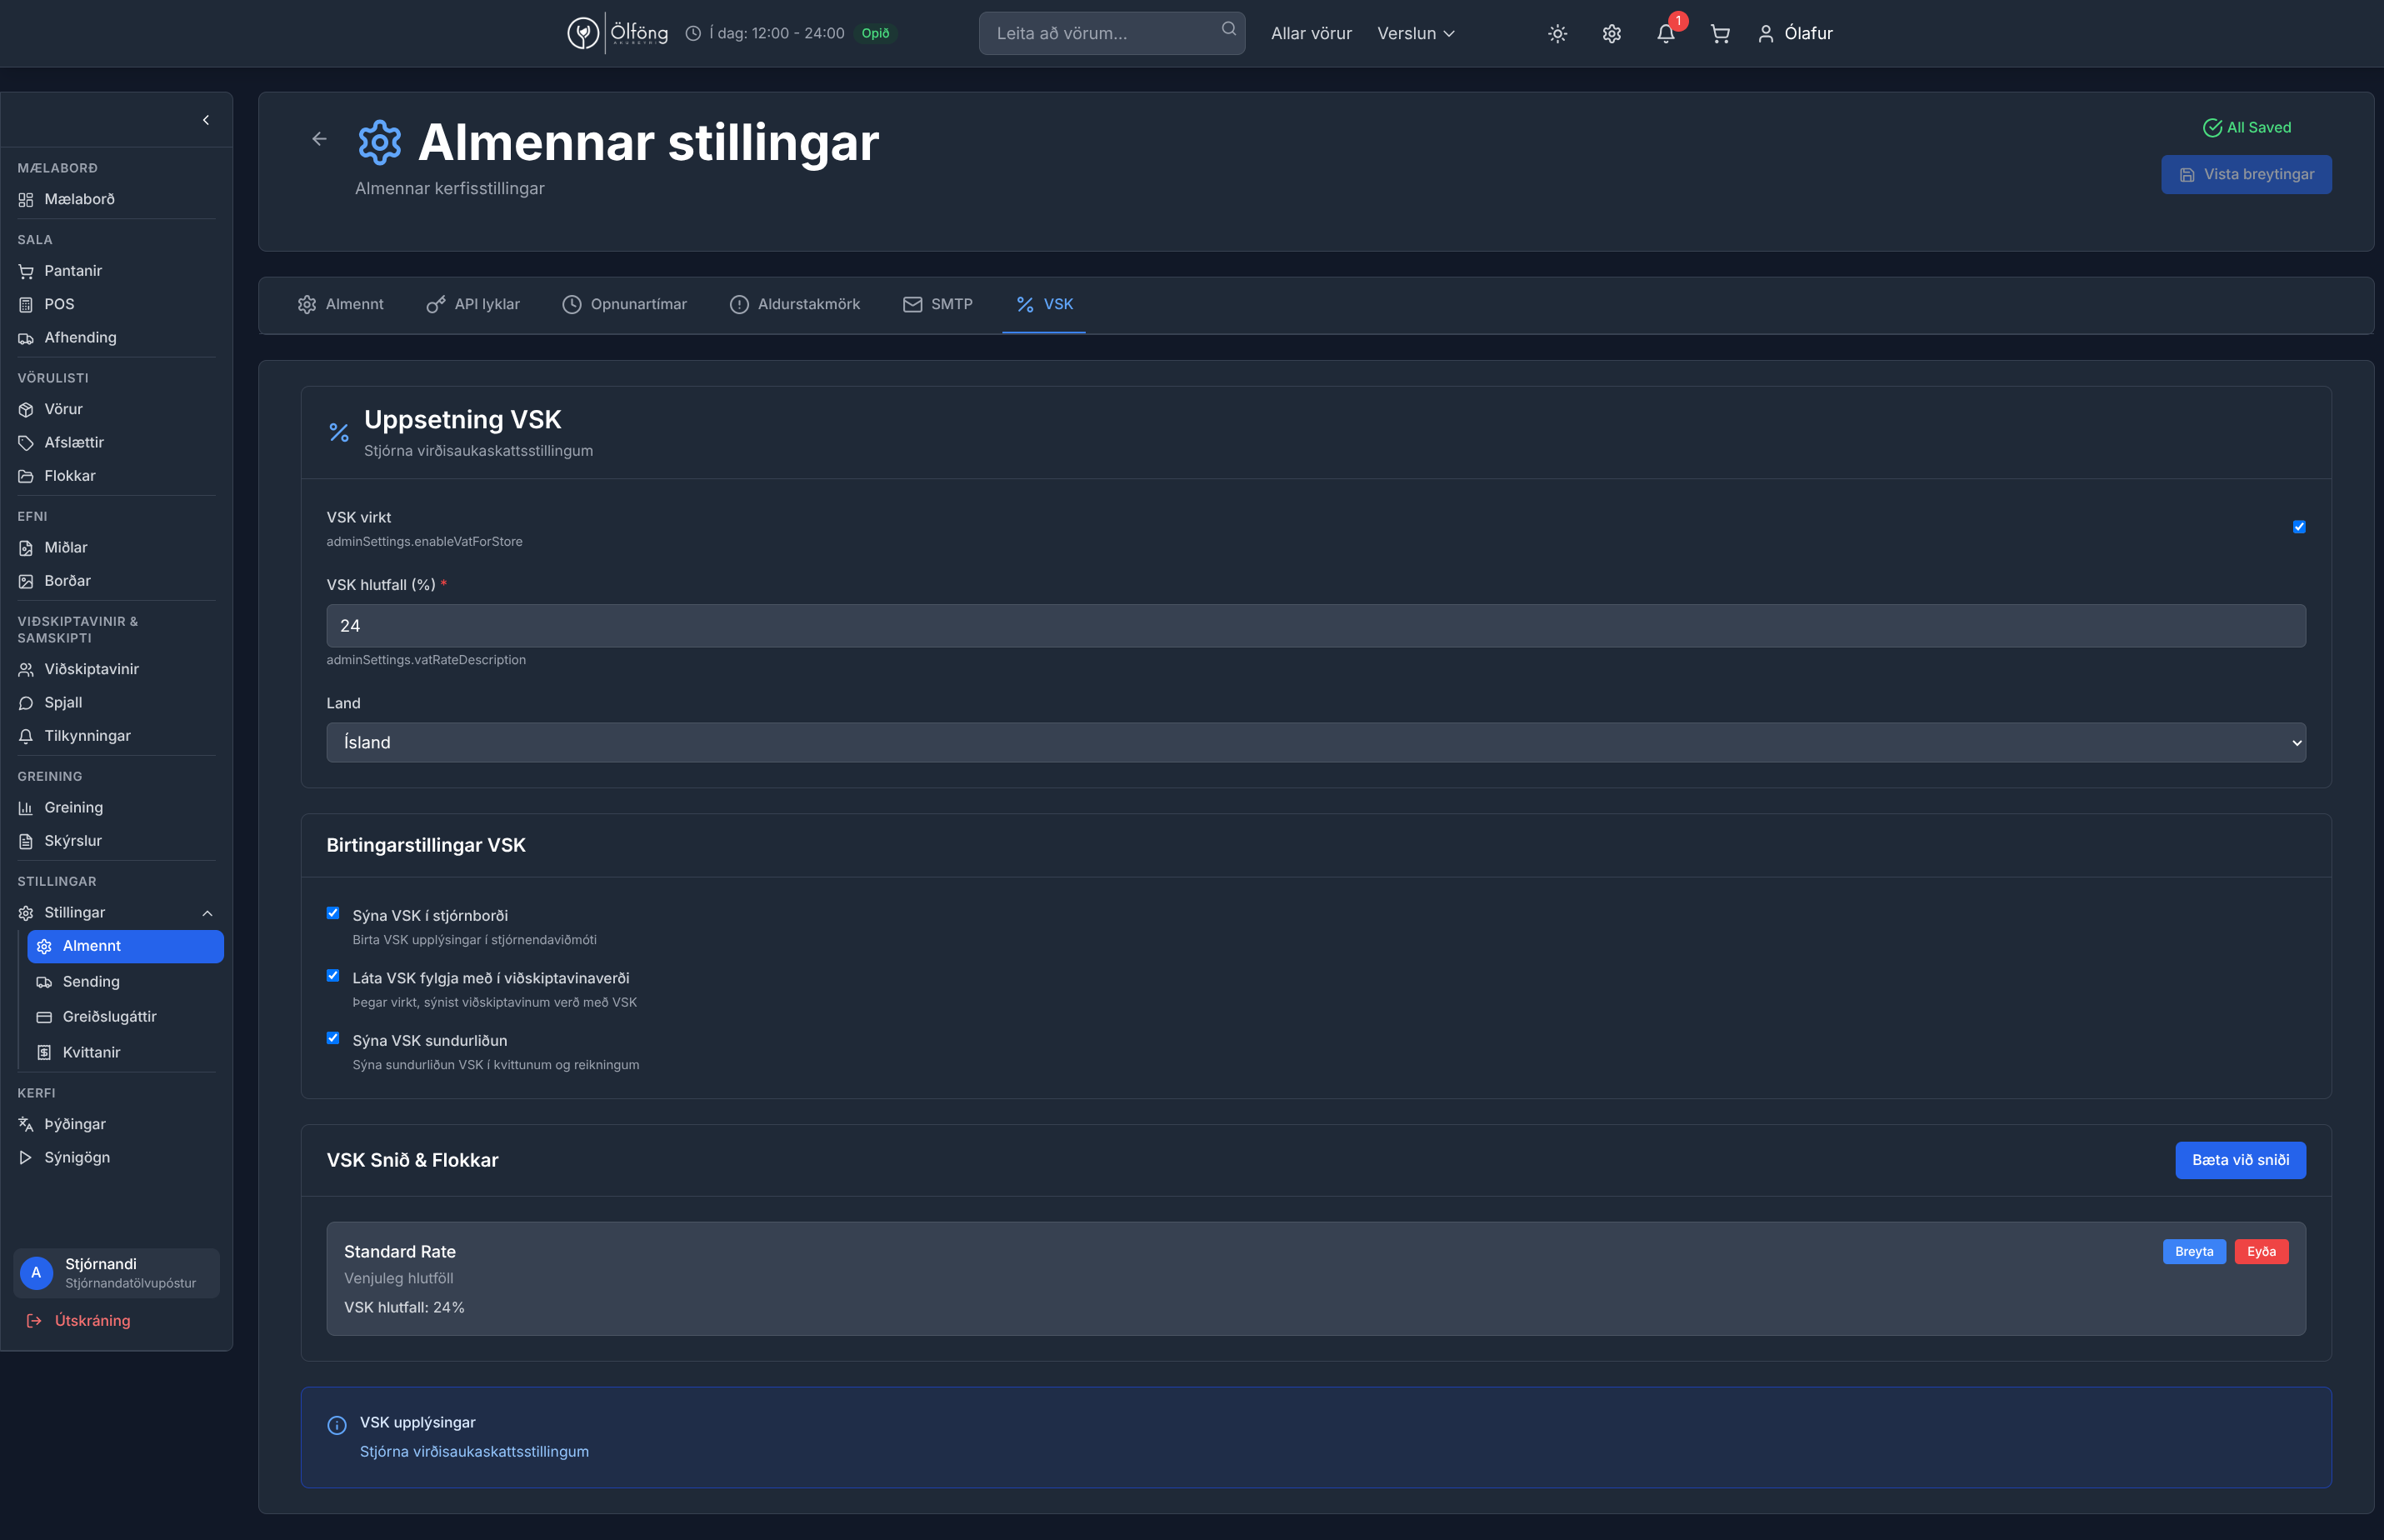 Ölföng
Í dag: 12:00 - 24:00
Opið
Leita að vörum...
Allar vörur
Verslun
1
Ólafur
MÆLABORÐ
Mælaborð
SALA
Pantanir
POS
Afhending
VÖRULISTI
Vörur
Afslættir
Flokkar
EFNI
Miðlar
Borðar
VIÐSKIPTAVINIR &
SAMSKIPTI
Viðskiptavinir
Spjall
Tilkynningar
GREINING
Greining
Skýrslur
STILLINGAR
Stillingar
Almennt
Sending
Greiðslugáttir
Kvittanir
KERFI
Þýðingar
Sýnigögn
A
Stjórnandi
Stjórnandatölvupóstur
Útskráning
Almennar stillingar
Almennar kerfisstillingar
All Saved
Vista breytingar
Almennt
API lyklar
Opnunartímar
Aldurstakmörk
SMTP
VSK
Uppsetning VSK
Stjórna virðisaukaskattsstillingum
VSK virkt
adminSettings.enableVatForStore
VSK hlutfall (%) *
24
adminSettings.vatRateDescription
Land
Ísland
Birtingarstillingar VSK
Sýna VSK í stjórnborði
Birta VSK upplýsingar í stjórnendaviðmóti
Láta VSK fylgja með í viðskiptavinaverði
Þegar virkt, sýnist viðskiptavinum verð með VSK
Sýna VSK sundurliðun
Sýna sundurliðun VSK í kvittunum og reikningum
VSK Snið & Flokkar
Bæta við sniði
Standard Rate
Breyta
Eyða
Venjuleg hlutföll
VSK hlutfall: 24%
VSK upplýsingar
Stjórna virðisaukaskattsstillingum